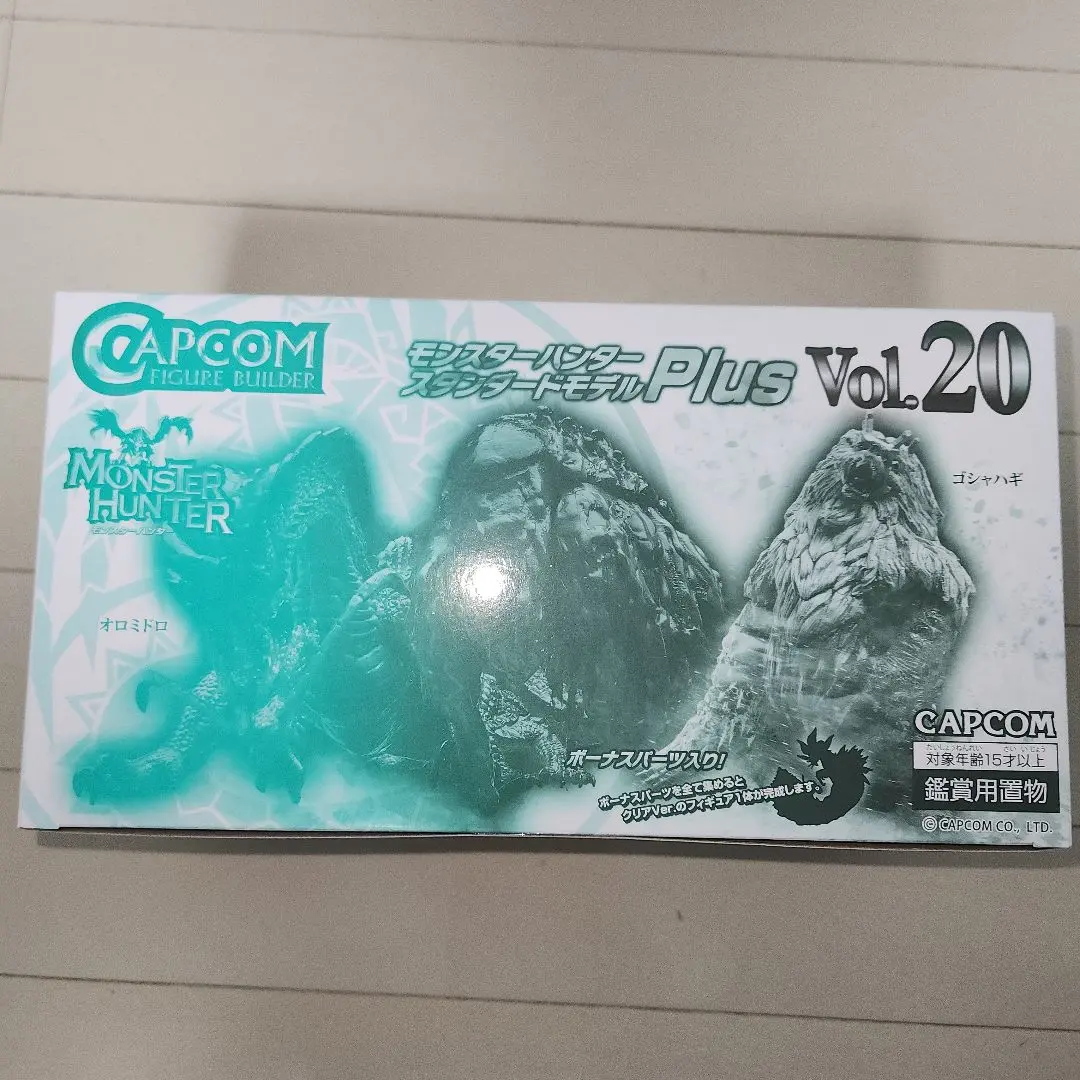 CAPCOM
FIGURE BUILDER
モンスターハンター
スタンダードモデル Plus Vol.20
MONSTER
HUNTER
モンスターハンター
ゴシャハギ
オロミドロ
ボーナスパーツ入り!
ボーナスパーツを全て集めると
クリアVer.のフィギュア1体が完成します。
CAPCOM
たいしょうねんれい さい いじょう
対象年齢15才以上
鑑賞用置物
© CAPCOM CO., LTD.